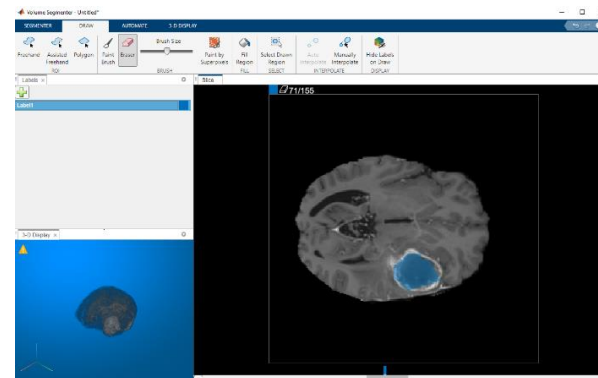 Volume Segmenter - Untitled*
SEGMENTER DRAW AUTOMATE 3-D DISPLAY
Freehand Assisted Freehand Polygon Paint Brush Eraser Brush Size Paint by Superpixels Fill Region Select Drawn Region Auto Interpolate Manually Interpolate Hide Labels on Draw
ROI BRUSH FILL SELECT INTERPOLATE DISPLAY
Labels
Slice
Label1
71/155
3-D Display